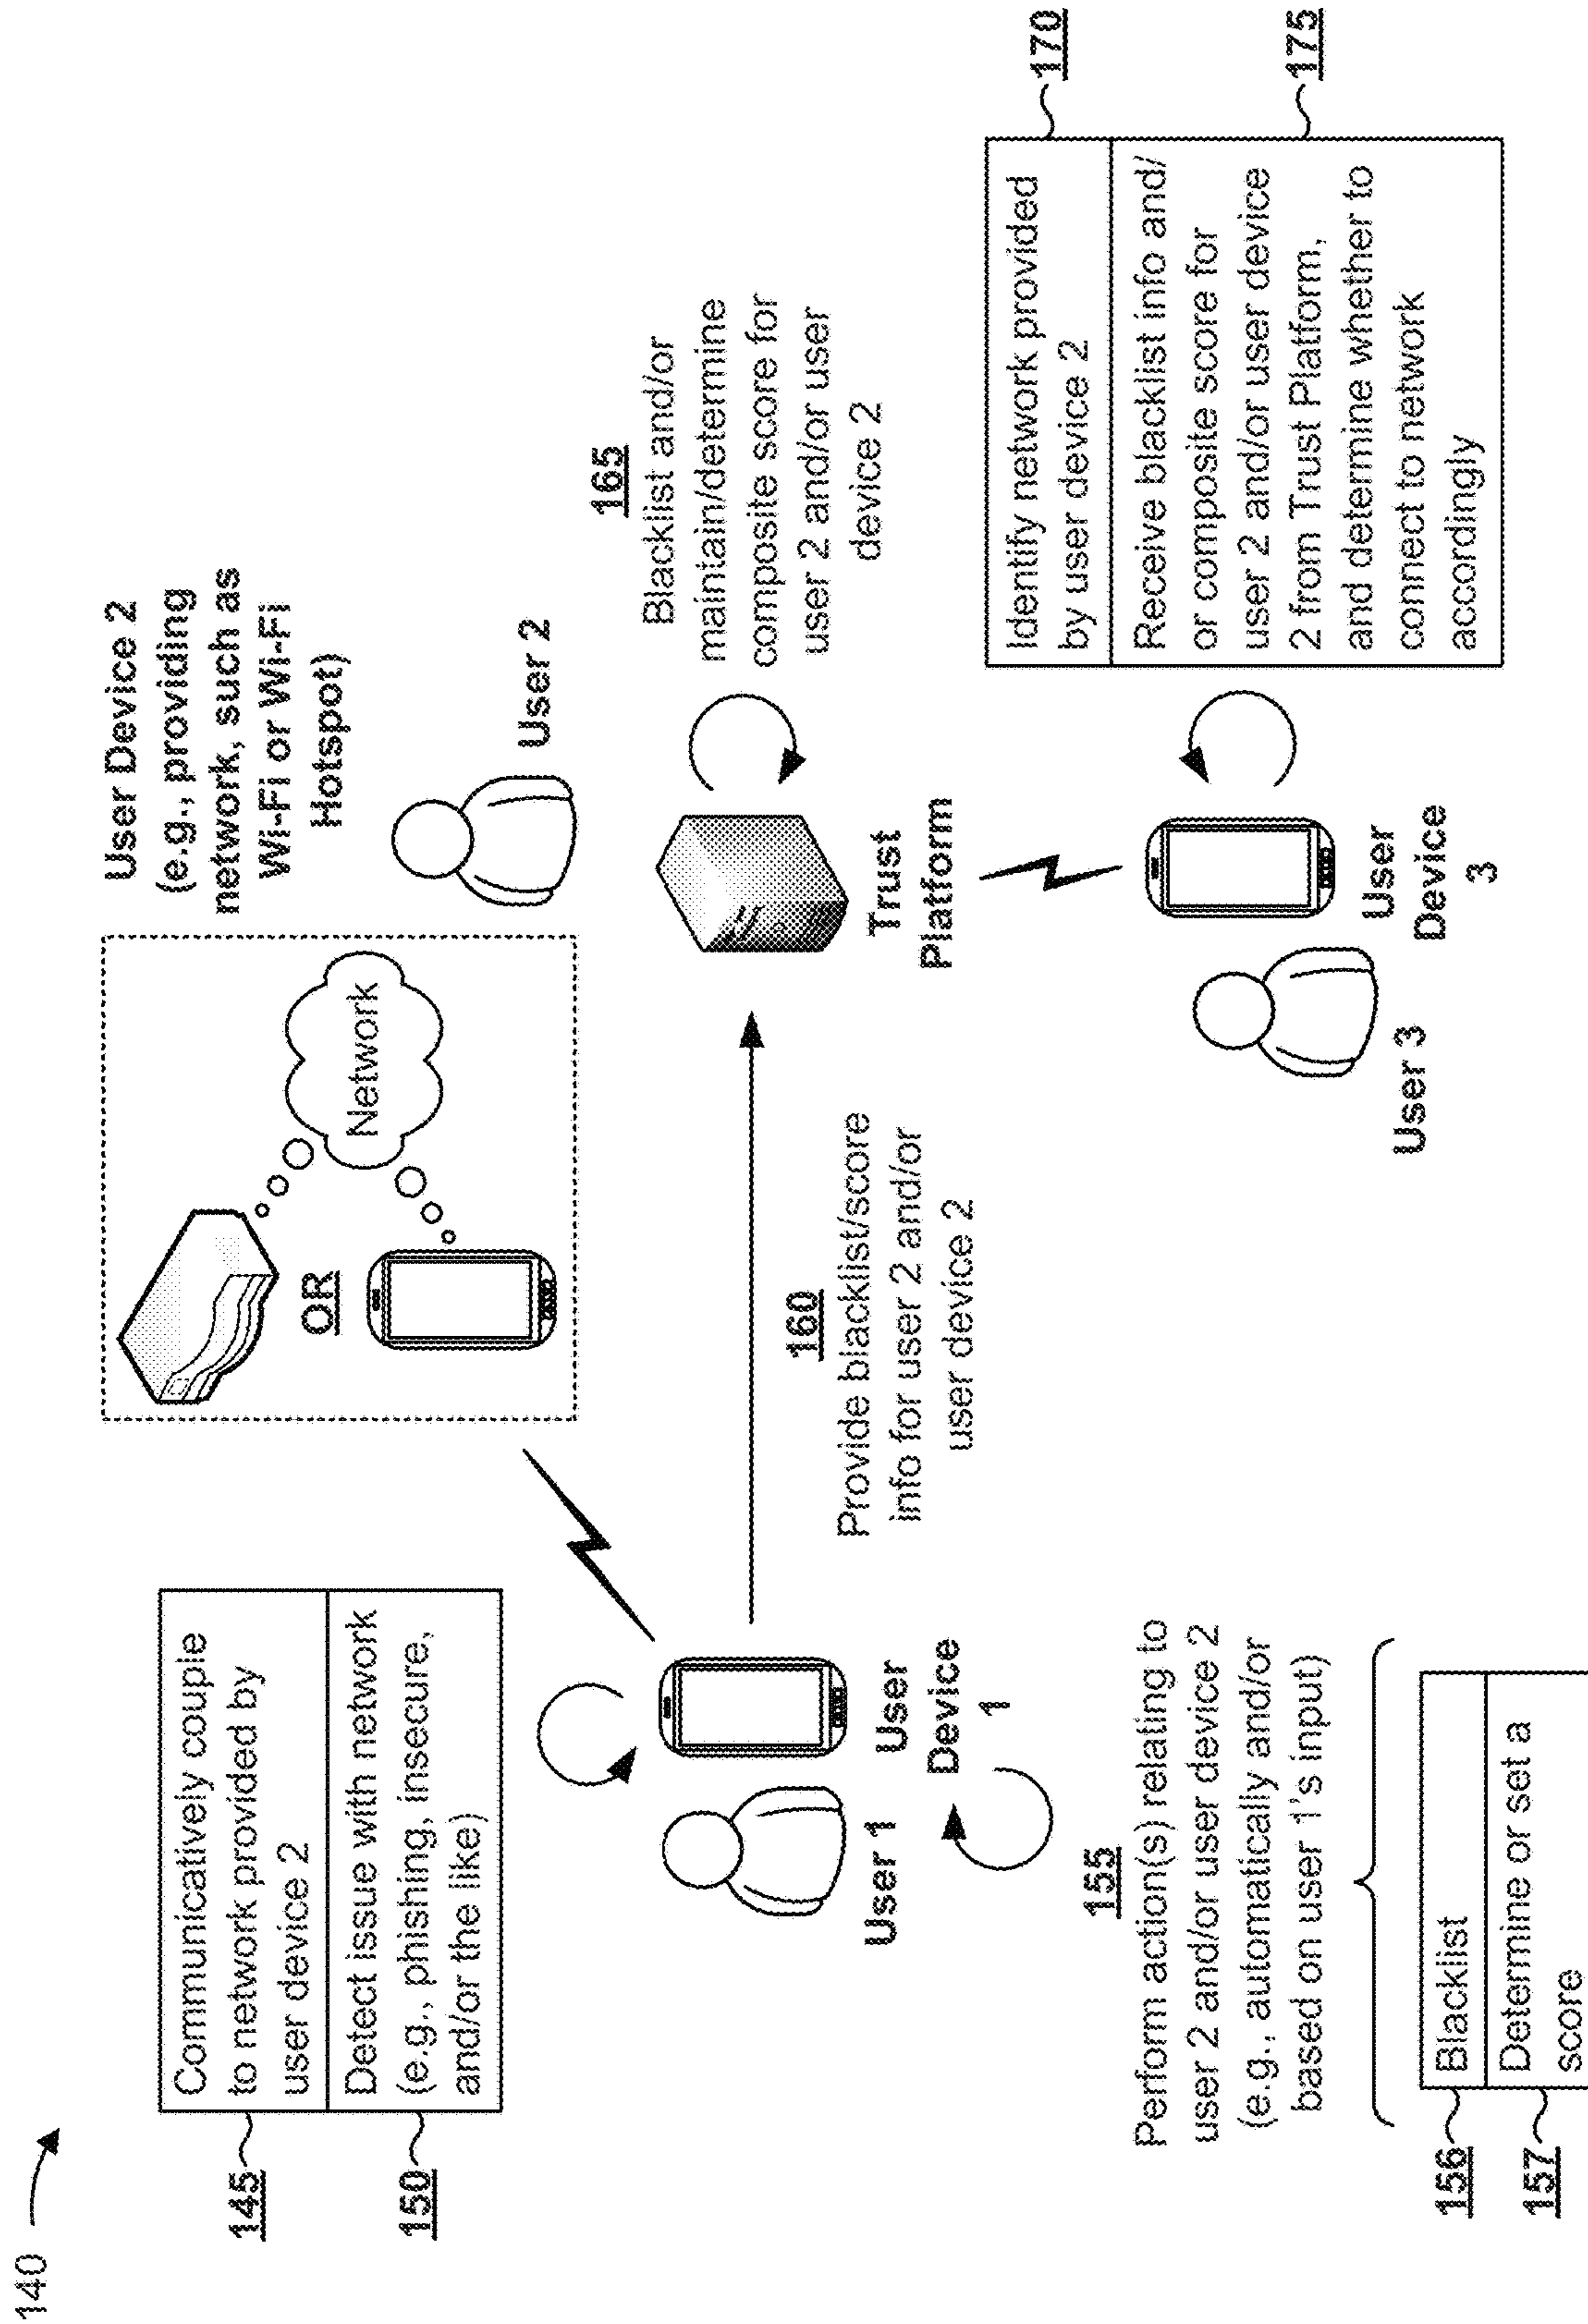 140
145
Communicatively couple
to network provided by
user device 2
150
Detect issue with network
(e.g., phishing, insecure,
and/or the like)
User Device 2
(e.g., providing
network, such as
Wi-Fi or Wi-Fi
Hotspot)
OR
Network
User 2
User 1
User
Device
1
160
Provide blacklist/score
info for user 2 and/or
user device 2
Trust
Platform
165
Blacklist and/or
maintain/determine
composite score for
user 2 and/or user
device 2
155
Perform action(s) relating to
user 2 and/or user device 2
(e.g., automatically and/or
based on user 1's input)
156
Blacklist
157
Determine or set a
score
User 3
User
Device
3
Identify network provided
by user device 2
170
Receive blacklist info and/
or composite score for
user 2 and/or user device
2 from Trust Platform,
and determine whether to
connect to network
accordingly
175